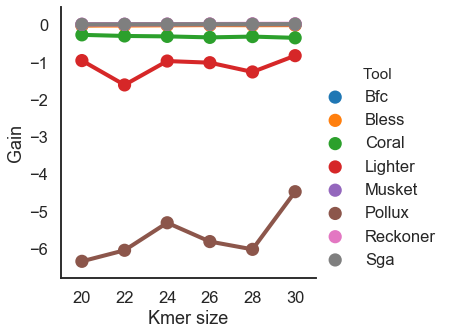 0
−1
−2
−3
−4
−5
−6
Gain
20 22 24 26 28 30
Kmer size
Tool
Bfc
Bless
Coral
Lighter
Musket
Pollux
Reckoner
Sga